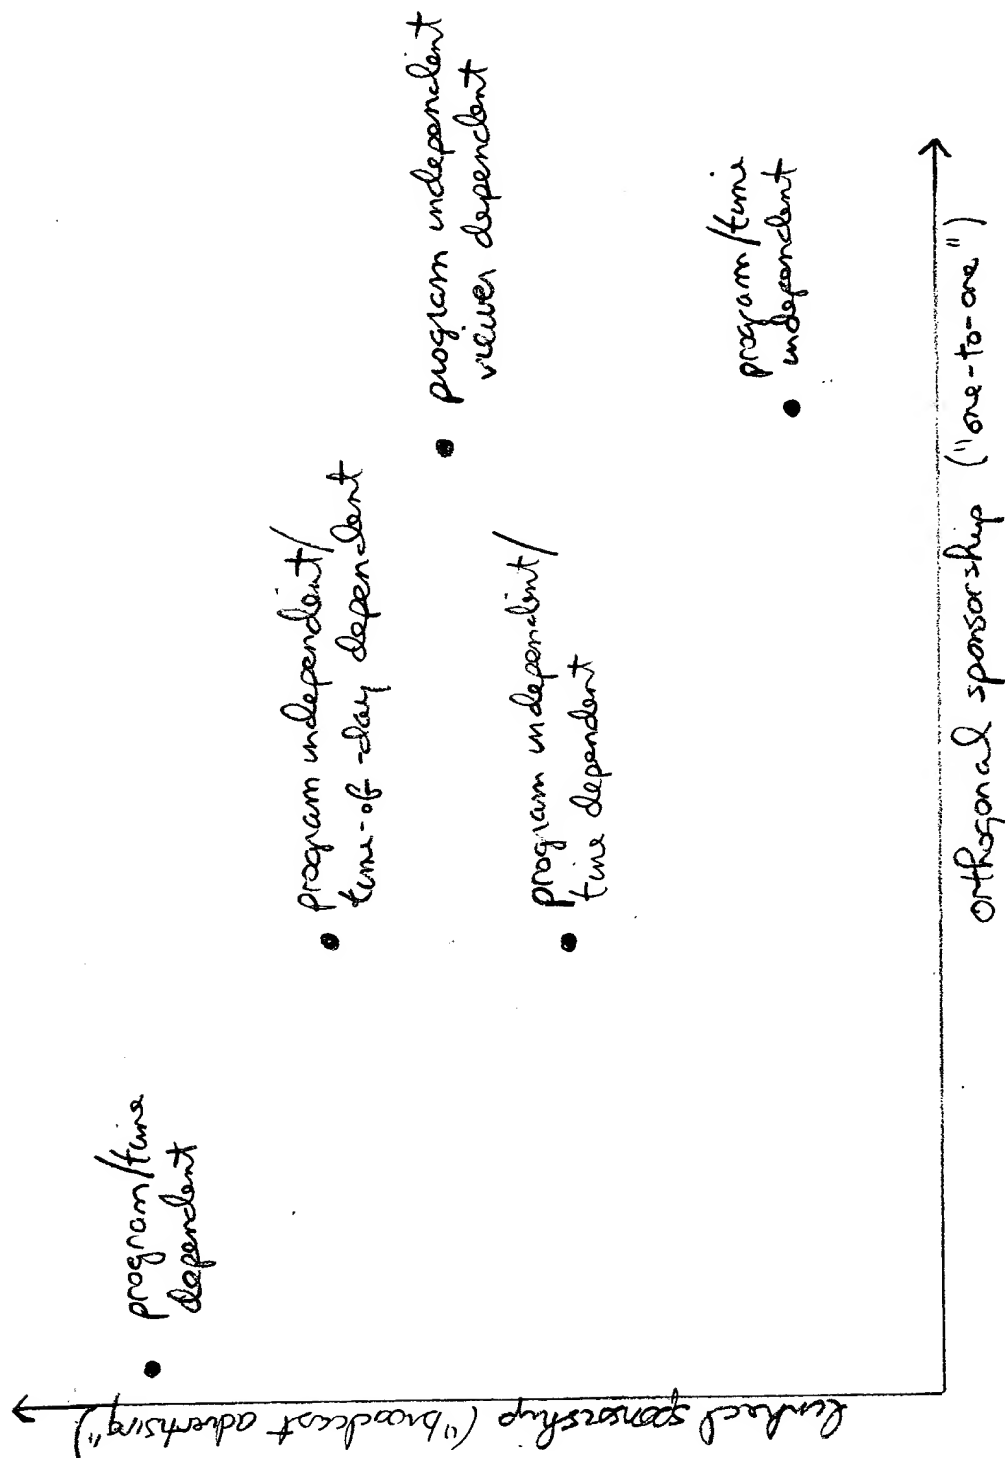 linked sponsorship ("broadcast advertising")
program/time
dependent
program independent/
time-of-day dependent
program independent
viewer dependent
program independent/
time dependent
program/time
independent
orthogonal sponsorship ("one-to-one")